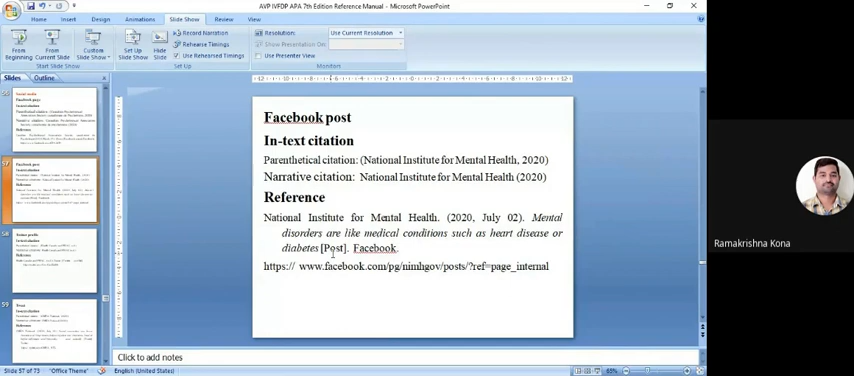 AVP IVFDP APA 7th Edition Reference Manual - Microsoft PowerPoint
Home Insert Design Animations Slide Show Review View
From Beginning
From Current Slide
Custom Slide Show
Start Slide Show
Set Up Slide Show
Hide Slide
Record Narration
Rehearse Timings
Use Rehearsed Timings
Set Up
Resolution: Use Current Resolution
Show Presentation On:
Use Presenter View
Monitors
Slides Outline
57
58
59
Facebook post
In-text citation
Parenthetical citation: (National Institute for Mental Health, 2020)
Narrative citation: National Institute for Mental Health (2020)
Reference
National Institute for Mental Health. (2020, July 02). Mental
disorders are like medical conditions such as heart disease or
diabetes [Post]. Facebook.
https:// www.facebook.com/pg/nimhgov/posts/?ref=page_internal
Click to add notes
Slide 57 of 73 "Office Theme" English (United States) 65%
Ramakrishna Kona